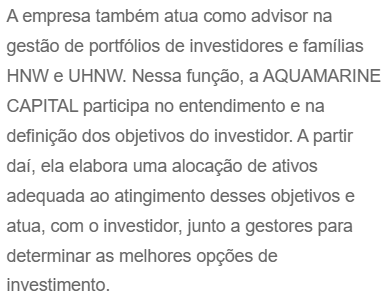 A empresa também atua como advisor na
gestão de portfólios de investidores e famílias
HNW e UHNW. Nessa função, a AQUAMARINE
CAPITAL participa no entendimento e na
definição dos objetivos do investidor. A partir
daí, ela elabora uma alocação de ativos
adequada ao atingimento desses objetivos e
atua, com o investidor, junto a gestores para
determinar as melhores opções de
investimento.